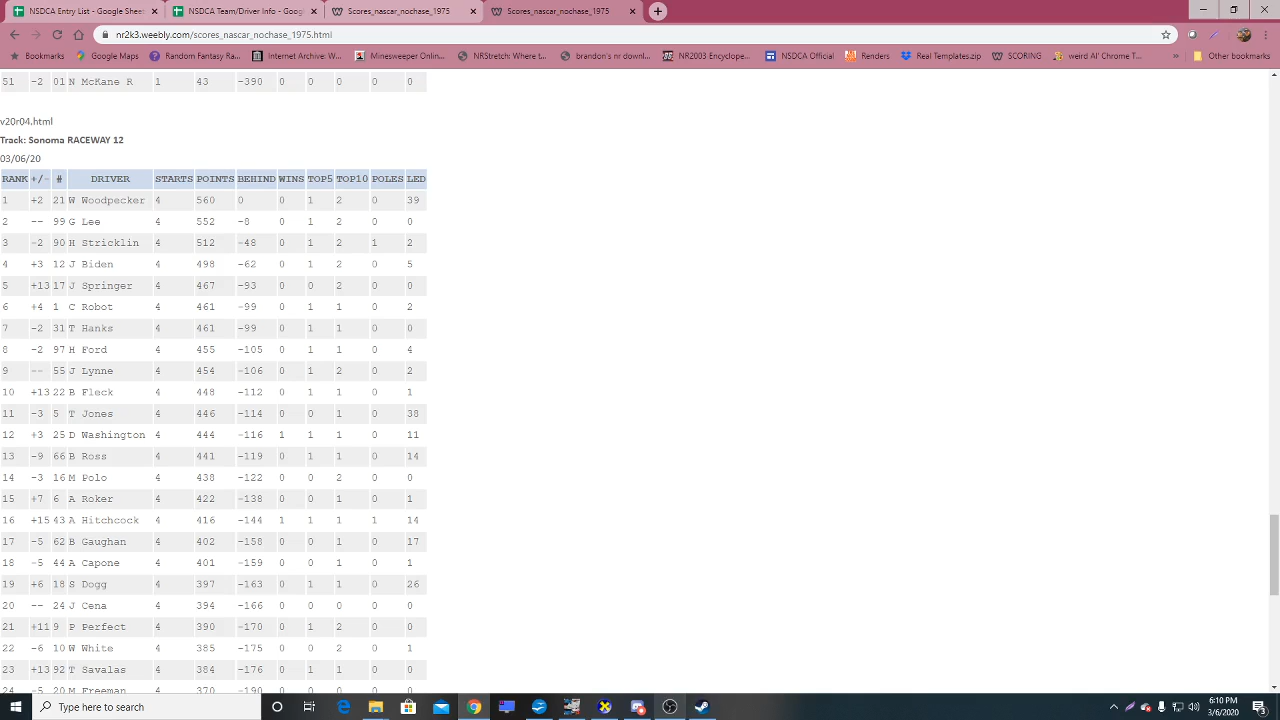 NSDCA Entry List - Google Sheet
NSDCA Team/Driver Info - Googl
Scores_nascar_nochase_1975
Scores_nascar_nochase_1975
nr2k3.weebly.com/scores_nascar_nochase_1975.html
Bookmarks
Google
Random Fantasy Ra...
Internet Archive: W...
Minesweeper Onlin...
NRStretch: Where t...
brandon's nr downl...
NR2003 Encyclope...
NSDCA Official
Renders
Real Templates.zip
SCORING
weird Al' Chrome T...
Other bookmarks
51 -2 01 N McKane R 1 43 -390 0 0 0 0 0
v20r04.html
Track: Sonoma RACEWAY 12
03/06/20
RANK +/- # DRIVER STARTS POINTS BEHIND WINS TOP5 TOP10 POLES LED
1 +2 21 W Woodpecker 4 560 0 0 1 2 0 39
2 -- 99 G Lee 4 552 -8 0 1 2 0 0
3 -2 90 H Stricklin 4 512 -48 0 1 2 1 2
4 +3 12 J Biden 4 498 -62 0 1 2 0 5
5 +13 17 J Springer 4 467 -93 0 0 2 0 0
6 +4 1 C Robot 4 461 -99 0 1 1 0 2
7 -2 31 T Hanks 4 461 -99 0 1 1 0 0
8 -2 97 H Ford 4 455 -105 0 1 1 0 4
9 -- 55 J Lynne 4 454 -106 0 1 2 0 2
10 +13 22 B Fleck 4 448 -112 0 1 1 0 1
11 -3 5 T Jones 4 446 -114 0 0 1 0 38
12 +3 25 D Washington 4 444 -116 1 1 1 0 11
13 -9 66 B Ross 4 441 -119 0 1 1 0 14
14 -3 16 M Polo 4 438 -122 0 0 2 0 0
15 +7 6 A Roker 4 422 -138 0 0 1 0 1
16 +15 43 A Hitchcock 4 416 -144 1 1 1 1 14
17 -5 62 B Gaughan 4 402 -158 0 0 1 0 17
18 -5 44 A Capone 4 401 -159 0 0 1 0 1
19 +6 18 S Dogg 4 397 -163 0 1 1 0 26
20 -- 24 J Cena 4 394 -166 0 0 0 0 0
21 +11 9 P Perfect 4 390 -170 0 1 2 0 0
22 -6 10 W White 4 385 -175 0 0 2 0 1
23 +13 92 T Savalas 4 384 -176 0 1 1 0 0
24 -5 20 M Freeman 4 370 -190 0 0 0 0 0
Type here to search
6:10 PM
3/6/2020